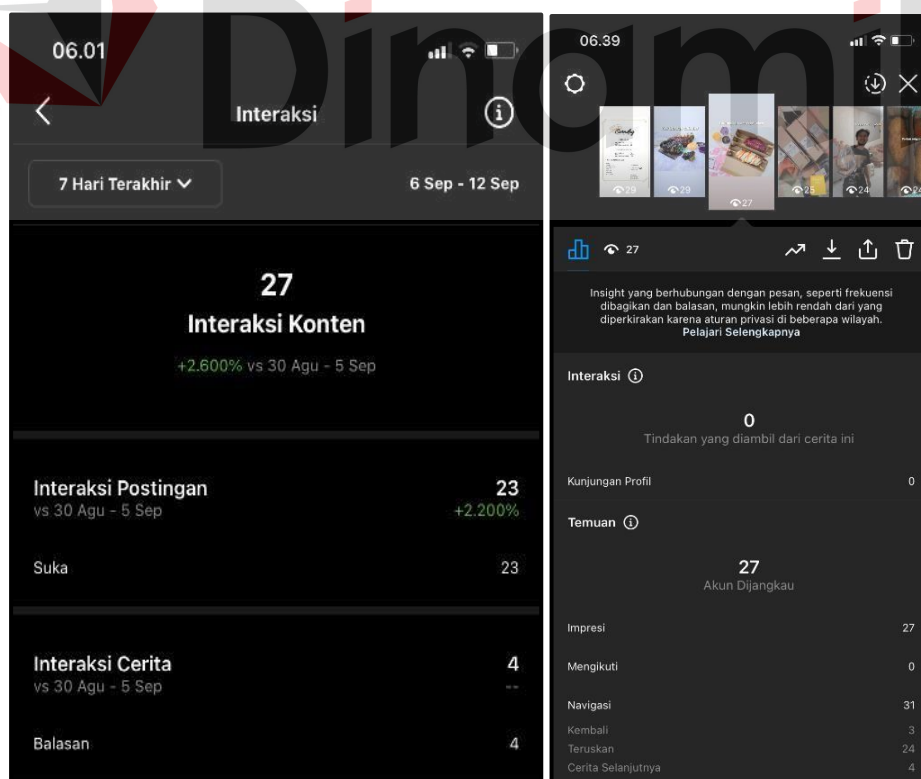 Dinamik
06.01
Interaksi
7 Hari Terakhir
6 Sep - 12 Sep
27
Interaksi Konten
+2.600% vs 30 Agu - 5 Sep
Interaksi Postingan 23
vs 30 Agu - 5 Sep +2.200%
Suka 23
Interaksi Cerita 4
vs 30 Agu - 5 Sep --
Balasan 4
06.39
29
29
27
25
24
24
27
Insight yang berhubungan dengan pesan, seperti frekuensi
dibagikan dan balasan, mungkin lebih rendah dari yang
diperkirakan karena aturan privasi di beberapa wilayah.
Pelajari Selengkapnya
Interaksi
0
Tindakan yang diambil dari cerita ini
Kunjungan Profil 0
Temuan
27
Akun Dijangkau
Impresi 27
Mengikuti 0
Navigasi 31
Kembali 3
Teruskan 24
Cerita Selanjutnya 4